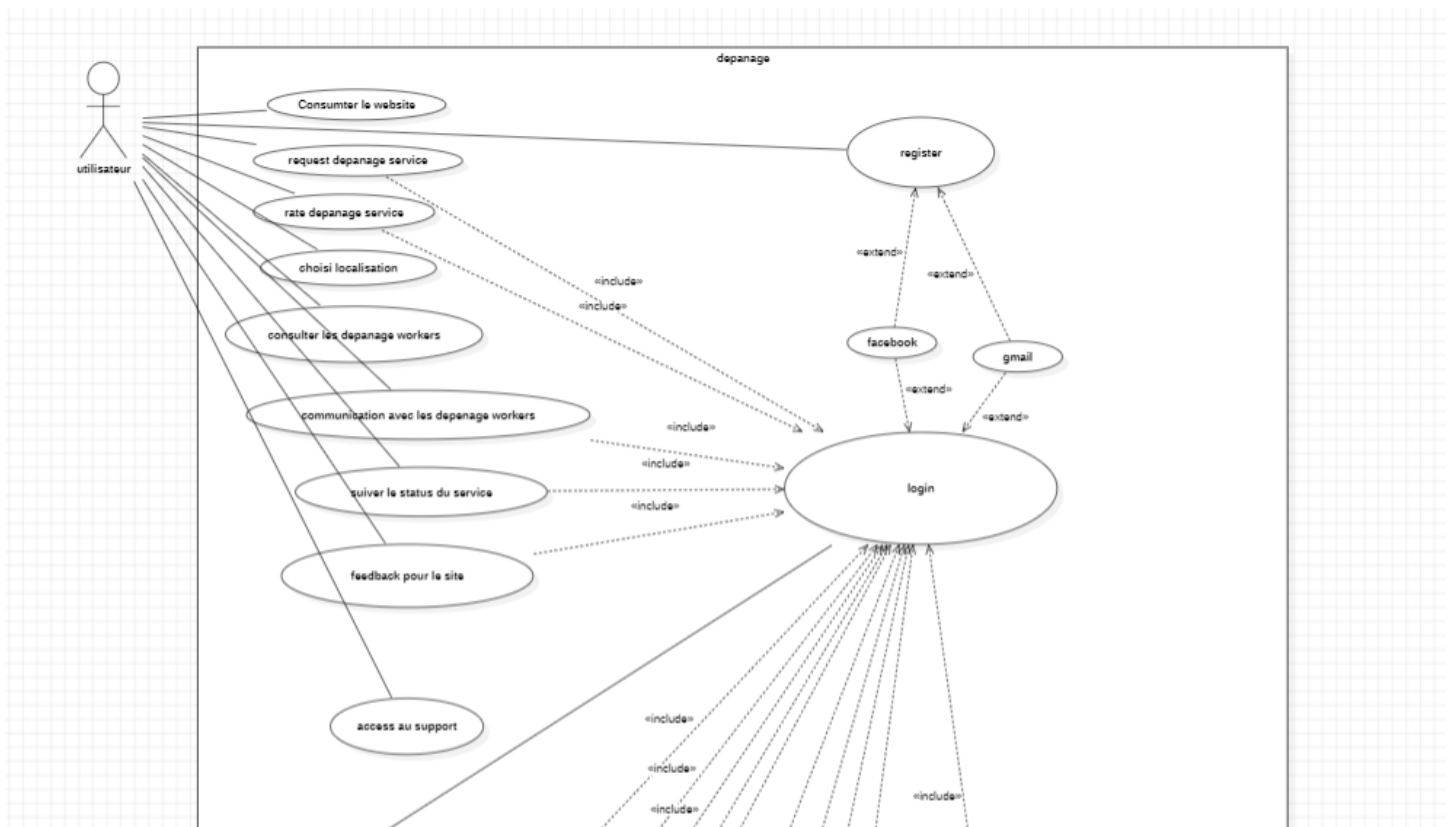 depanage
utilisateur
Consumter le website
request depanage service
rate depanage service
choisi localisation
consulter les depanage workers
communication avec les depenage workers
suiver le status du service
feedback pour le site
access au support
register
«extend»
«extend»
facebook
gmail
«extend»
«extend»
login
«include»
«include»
«include»
«include»
«include»
«include»
«include»
«include»
«include»